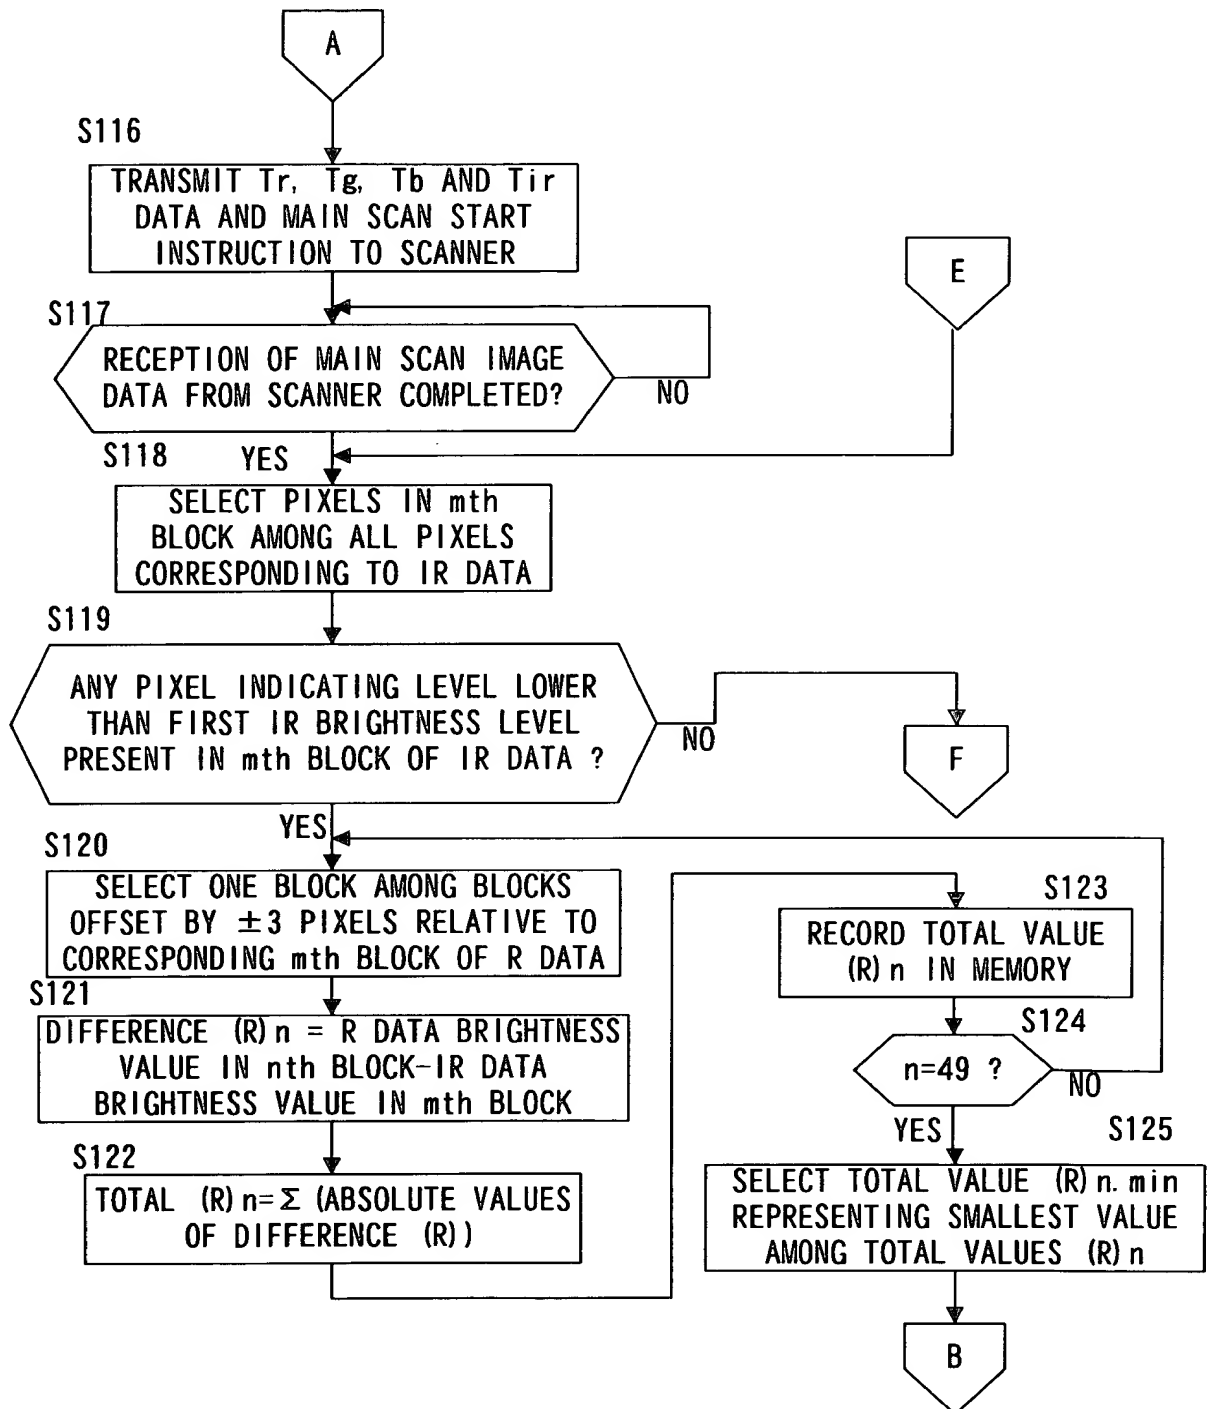 A
S116
TRANSMIT Tr, Tg, Tb AND Tir
DATA AND MAIN SCAN START
INSTRUCTION TO SCANNER
E
S117
RECEPTION OF MAIN SCAN IMAGE
DATA FROM SCANNER COMPLETED?
NO
S118
YES
SELECT PIXELS IN mth
BLOCK AMONG ALL PIXELS
CORRESPONDING TO IR DATA
S119
ANY PIXEL INDICATING LEVEL LOWER
THAN FIRST IR BRIGHTNESS LEVEL
PRESENT IN mth BLOCK OF IR DATA ?
NO
F
YES
S120
SELECT ONE BLOCK AMONG BLOCKS
OFFSET BY ±3 PIXELS RELATIVE TO
CORRESPONDING mth BLOCK OF R DATA
S121
DIFFERENCE (R) n = R DATA BRIGHTNESS
VALUE IN nth BLOCK-IR DATA
BRIGHTNESS VALUE IN mth BLOCK
S122
TOTAL (R) n=Σ (ABSOLUTE VALUES
OF DIFFERENCE (R))
S123
RECORD TOTAL VALUE
(R) n IN MEMORY
S124
n=49 ?
NO
YES
S125
SELECT TOTAL VALUE (R) n. min
REPRESENTING SMALLEST VALUE
AMONG TOTAL VALUES (R) n
B